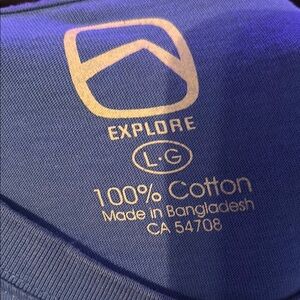 EXPLORE
L·G
100% Cotton
Made in Bangladesh
CA 54708